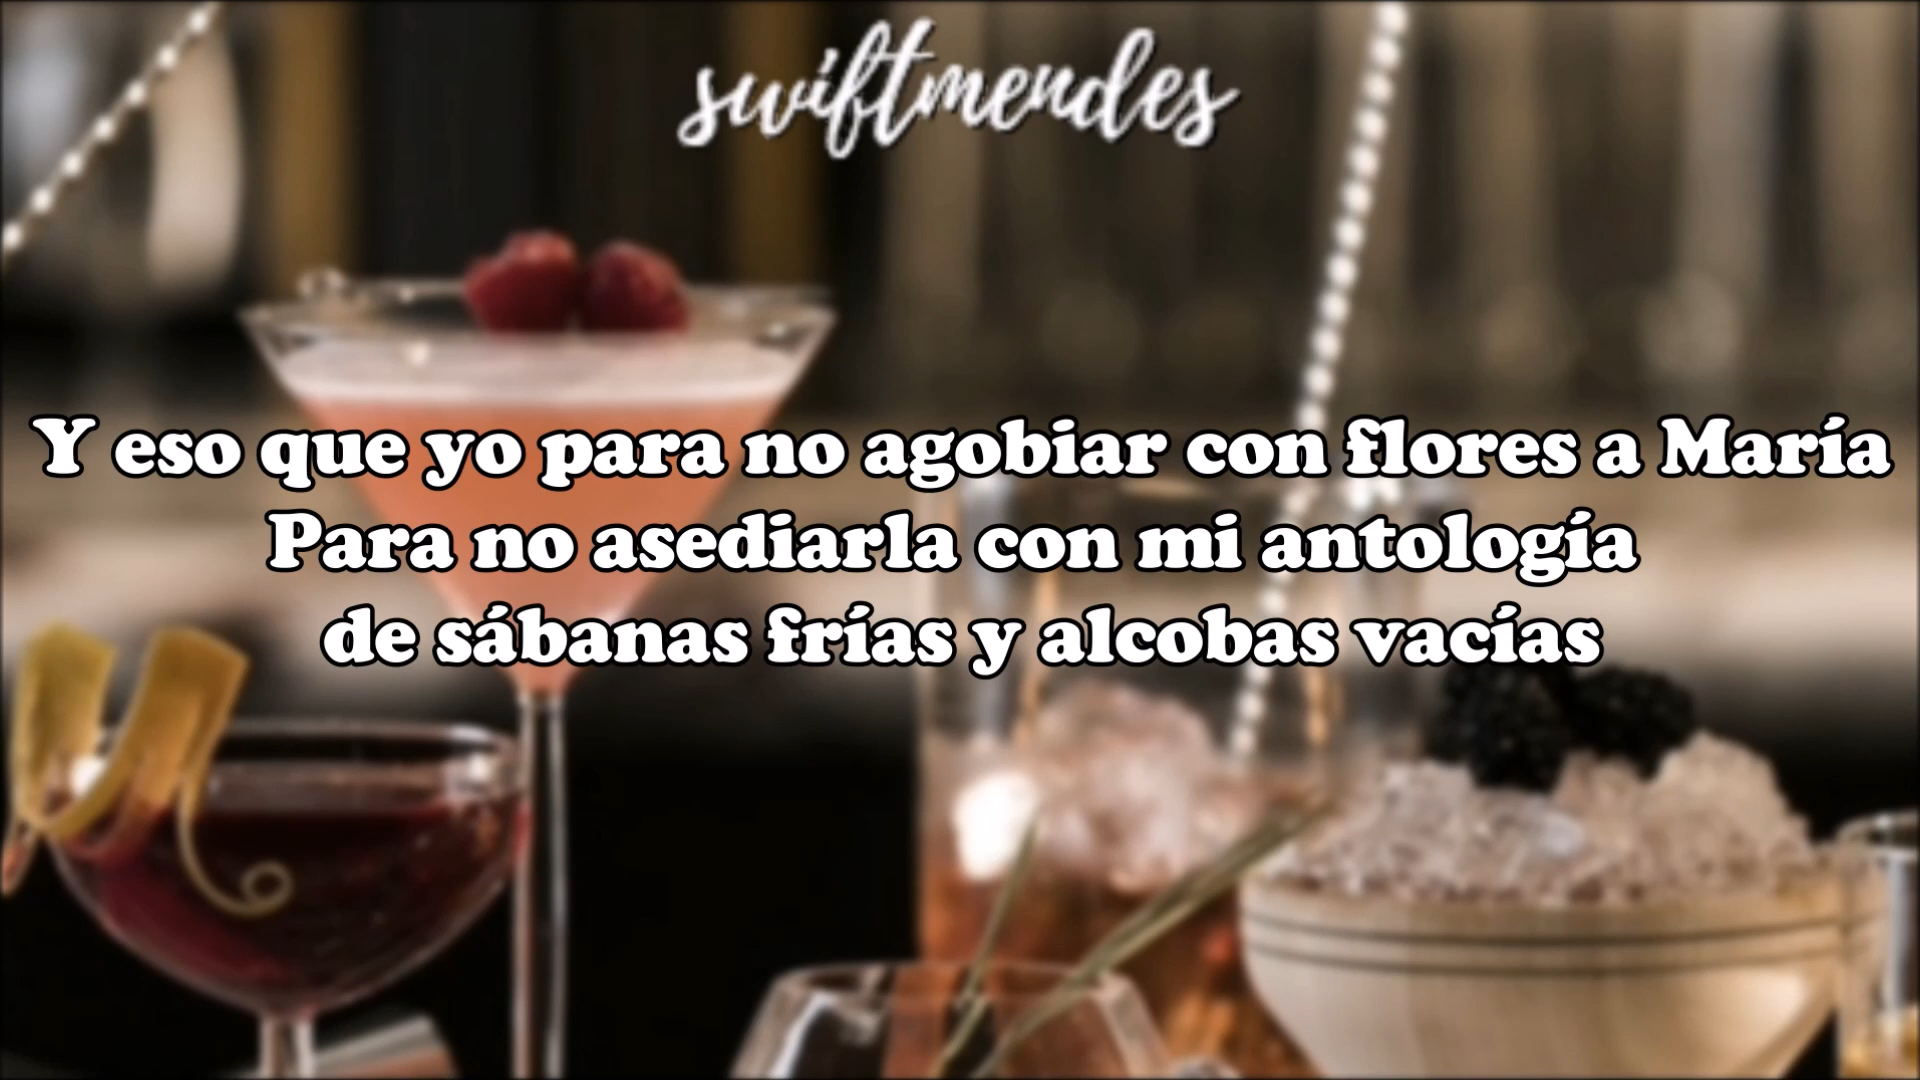 swiftmendes
Y eso que yo para no agobiar con flores a María
Para no asediarla con mi antología
de sábanas frías y alcobas vacías